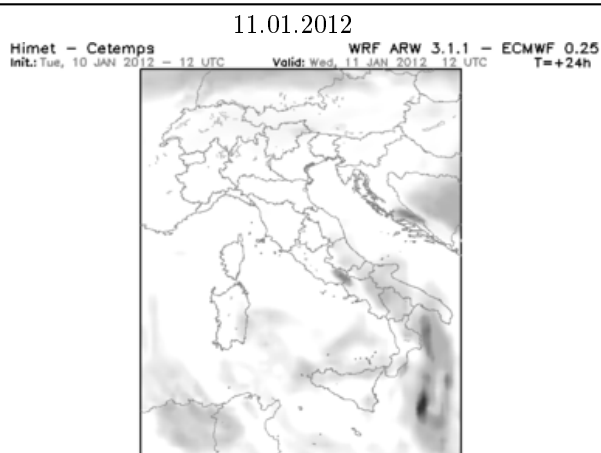 11.01.2012
Himet - Cetemps WRF ARW 3.1.1 - ECMWF 0.25
Init.: Tue, 10 JAN 2012 - 12 UTC Valid: Wed, 11 JAN 2012 12 UTC T=+24h